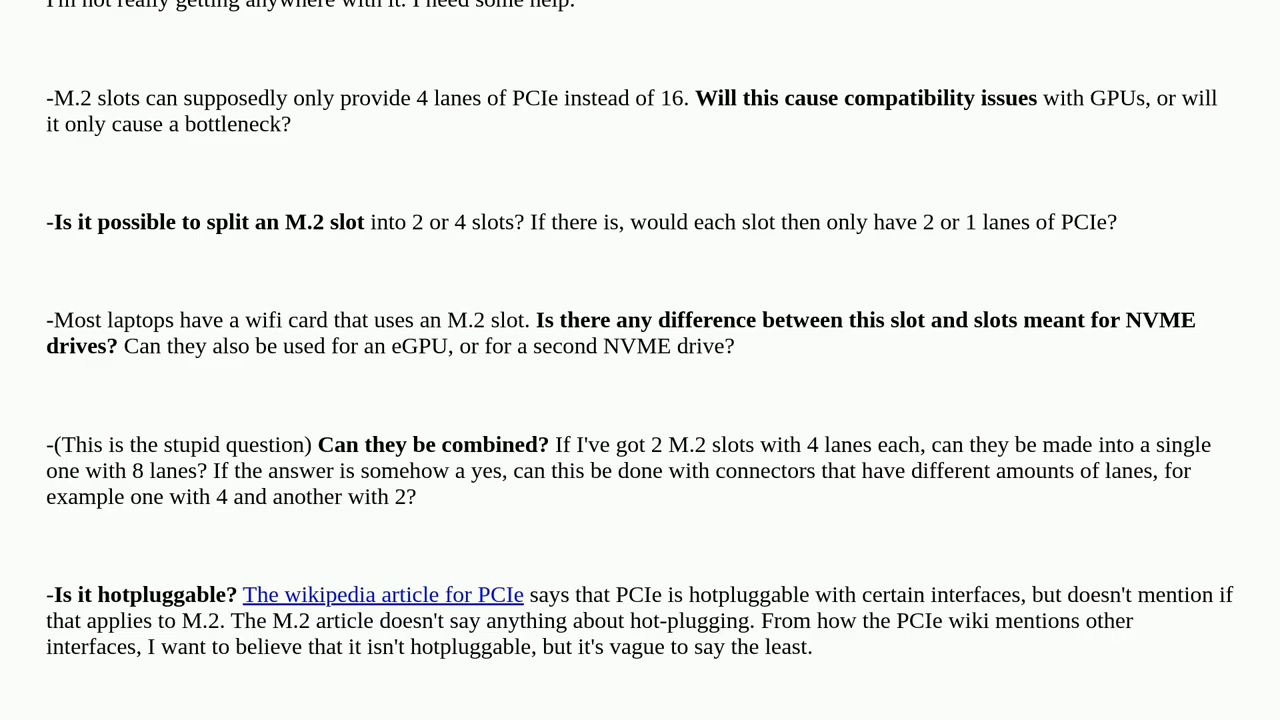 I'm not really getting anywhere with it. I need some help.
-M.2 slots can supposedly only provide 4 lanes of PCIe instead of 16. Will this cause compatibility issues with GPUs, or will
it only cause a bottleneck?
-Is it possible to split an M.2 slot into 2 or 4 slots? If there is, would each slot then only have 2 or 1 lanes of PCIe?
-Most laptops have a wifi card that uses an M.2 slot. Is there any difference between this slot and slots meant for NVME
drives? Can they also be used for an eGPU, or for a second NVME drive?
-(This is the stupid question) Can they be combined? If I've got 2 M.2 slots with 4 lanes each, can they be made into a single
one with 8 lanes? If the answer is somehow a yes, can this be done with connectors that have different amounts of lanes, for
example one with 4 and another with 2?
-Is it hotpluggable? The wikipedia article for PCIe says that PCIe is hotpluggable with certain interfaces, but doesn't mention if
that applies to M.2. The M.2 article doesn't say anything about hot-plugging. From how the PCIe wiki mentions other
interfaces, I want to believe that it isn't hotpluggable, but it's vague to say the least.